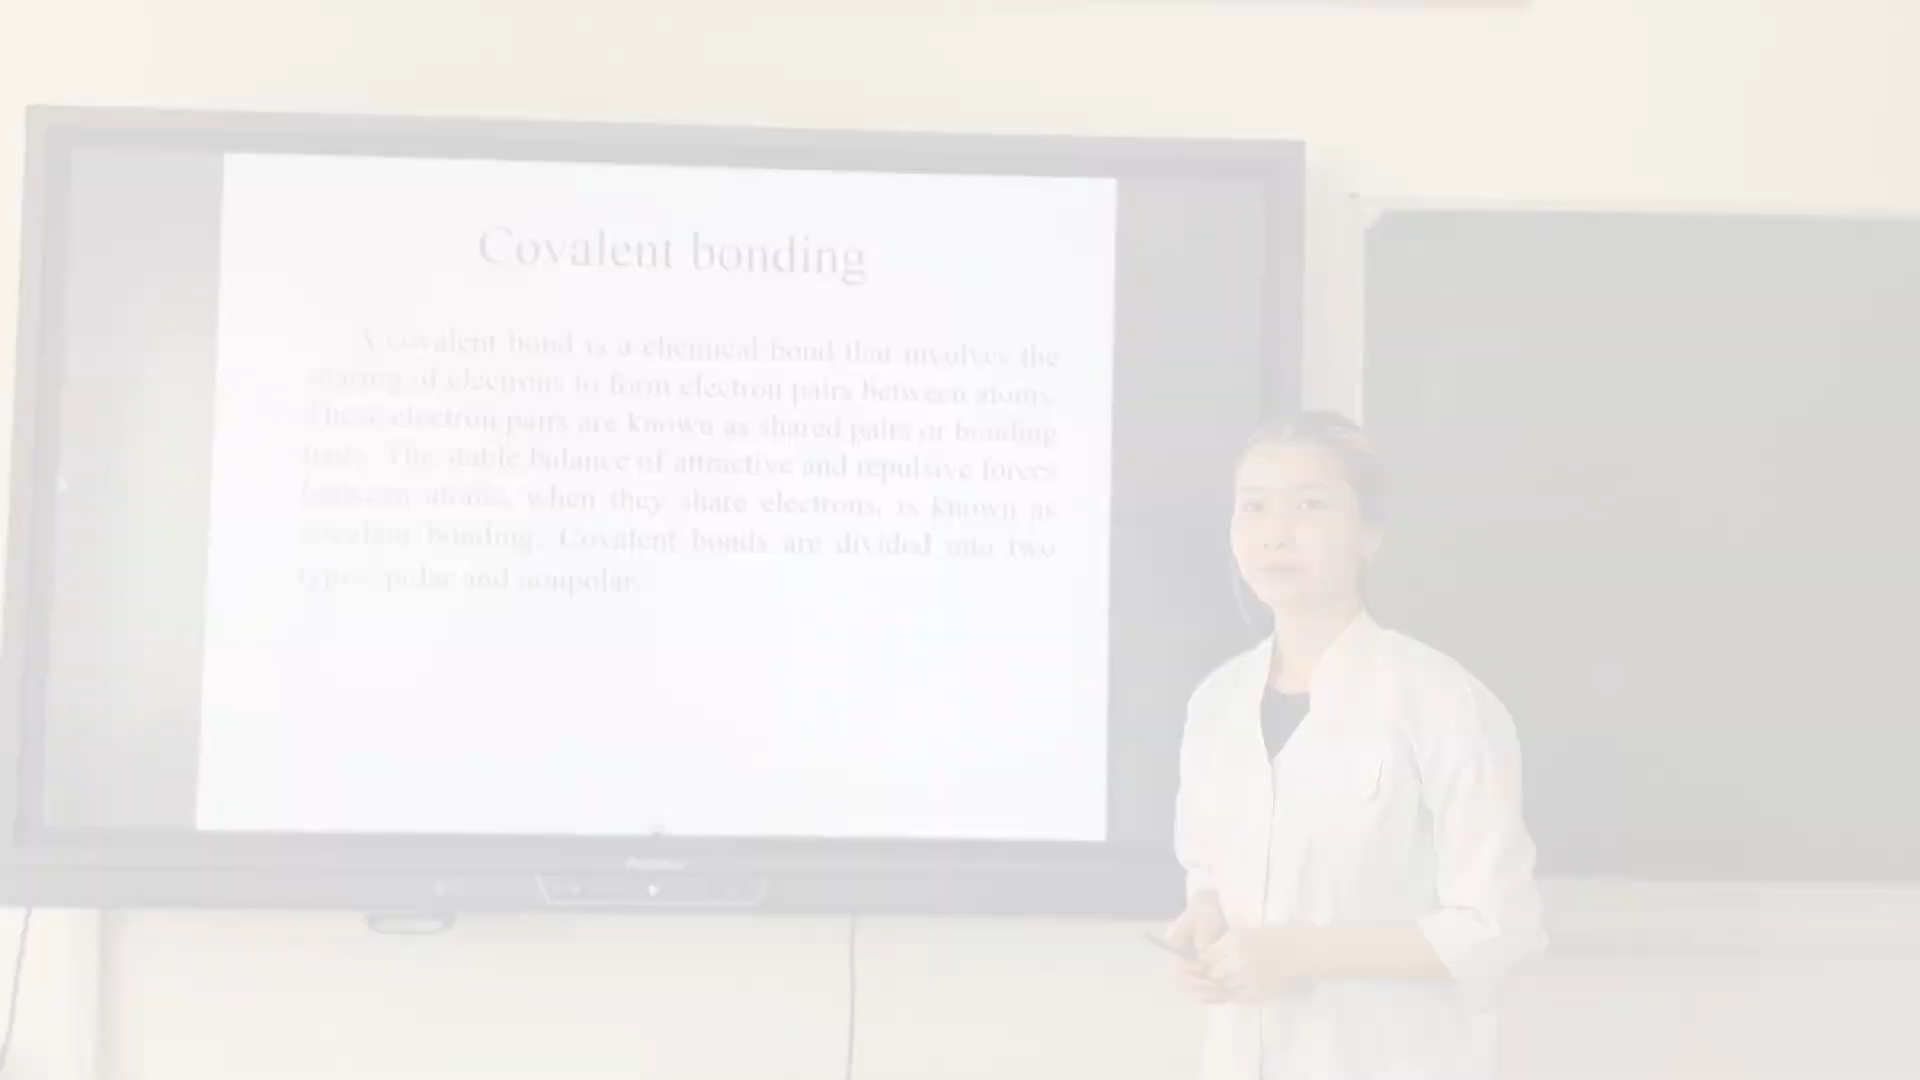 Covalent bonding
A covalent bond is a chemical bond that involves the
sharing of electrons to form electron pairs between atoms.
These electron pairs are known as shared pairs or bonding
pairs. The stable balance of attractive and repulsive forces
between atoms, when they share electrons, is known as
covalent bonding. Covalent bonds are divided into two
types: polar and nonpolar.